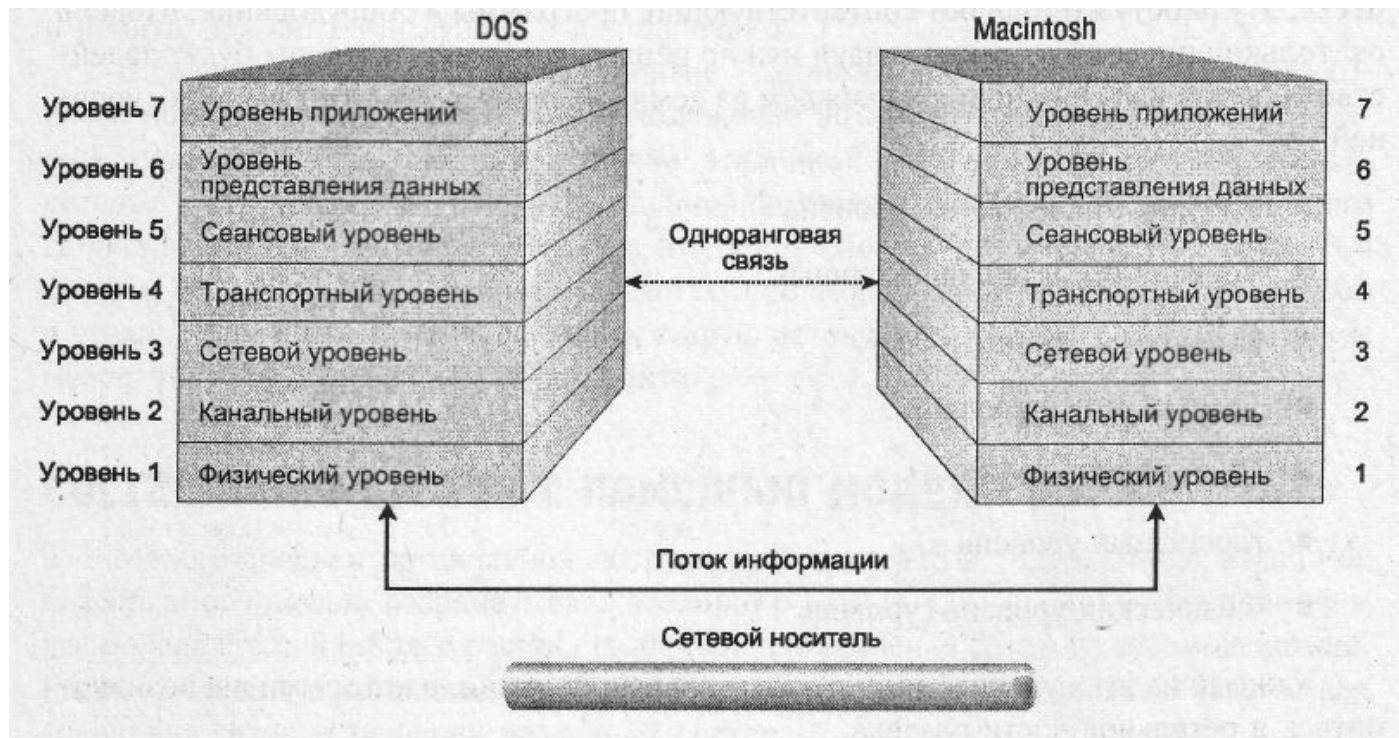 DOS
Macintosh
Уровень 7
Уровень приложений
Уровень приложений
7
Уровень 6
Уровень
представления данных
Уровень
представления данных
6
Уровень 5
Сеансовый уровень
Одноранговая
связь
Сеансовый уровень
5
Уровень 4
Транспортный уровень
Транспортный уровень
4
Уровень 3
Сетевой уровень
Сетевой уровень
3
Уровень 2
Канальный уровень
Канальный уровень
2
Уровень 1
Физический уровень
Физический уровень
1
Поток информации
Сетевой носитель